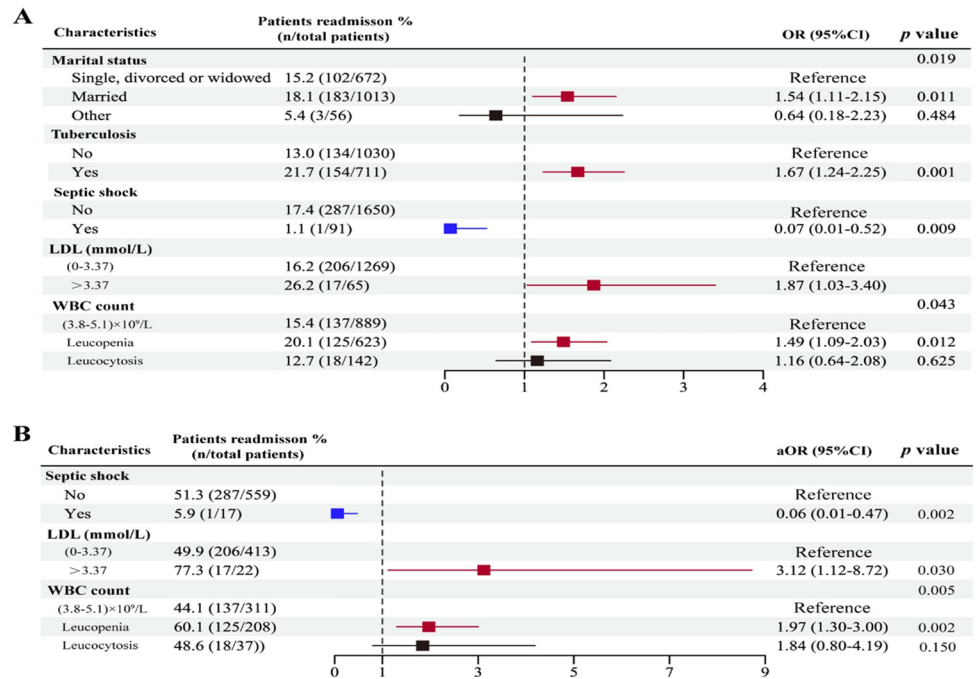 A
Characteristics Patients readmisson % (n/total patients) OR (95%CI) p value
Marital status 0.019
Single, divorced or widowed 15.2 (102/672) Reference
Married 18.1 (183/1013) 1.54 (1.11-2.15) 0.011
Other 5.4 (3/56) 0.64 (0.18-2.23) 0.484
Tuberculosis
No 13.0 (134/1030) Reference
Yes 21.7 (154/711) 1.67 (1.24-2.25) 0.001
Septic shock
No 17.4 (287/1650) Reference
Yes 1.1 (1/91) 0.07 (0.01-0.52) 0.009
LDL (mmol/L)
(0-3.37) 16.2 (206/1269) Reference
>3.37 26.2 (17/65) 1.87 (1.03-3.40)
WBC count 0.043
(3.8-5.1)×10⁹/L 15.4 (137/889) Reference
Leucopenia 20.1 (125/623) 1.49 (1.09-2.03) 0.012
Leucocytosis 12.7 (18/142) 1.16 (0.64-2.08) 0.625
0 1 2 3 4
B
Characteristics Patients readmisson % (n/total patients) aOR (95%CI) p value
Septic shock
No 51.3 (287/559) Reference
Yes 5.9 (1/17) 0.06 (0.01-0.47) 0.002
LDL (mmol/L)
(0-3.37) 49.9 (206/413) Reference
>3.37 77.3 (17/22) 3.12 (1.12-8.72) 0.030
WBC count 0.005
(3.8-5.1)×10⁹/L 44.1 (137/311) Reference
Leucopenia 60.1 (125/208) 1.97 (1.30-3.00) 0.002
Leucocytosis 48.6 (18/37)) 1.84 (0.80-4.19) 0.150
0 1 3 5 7 9